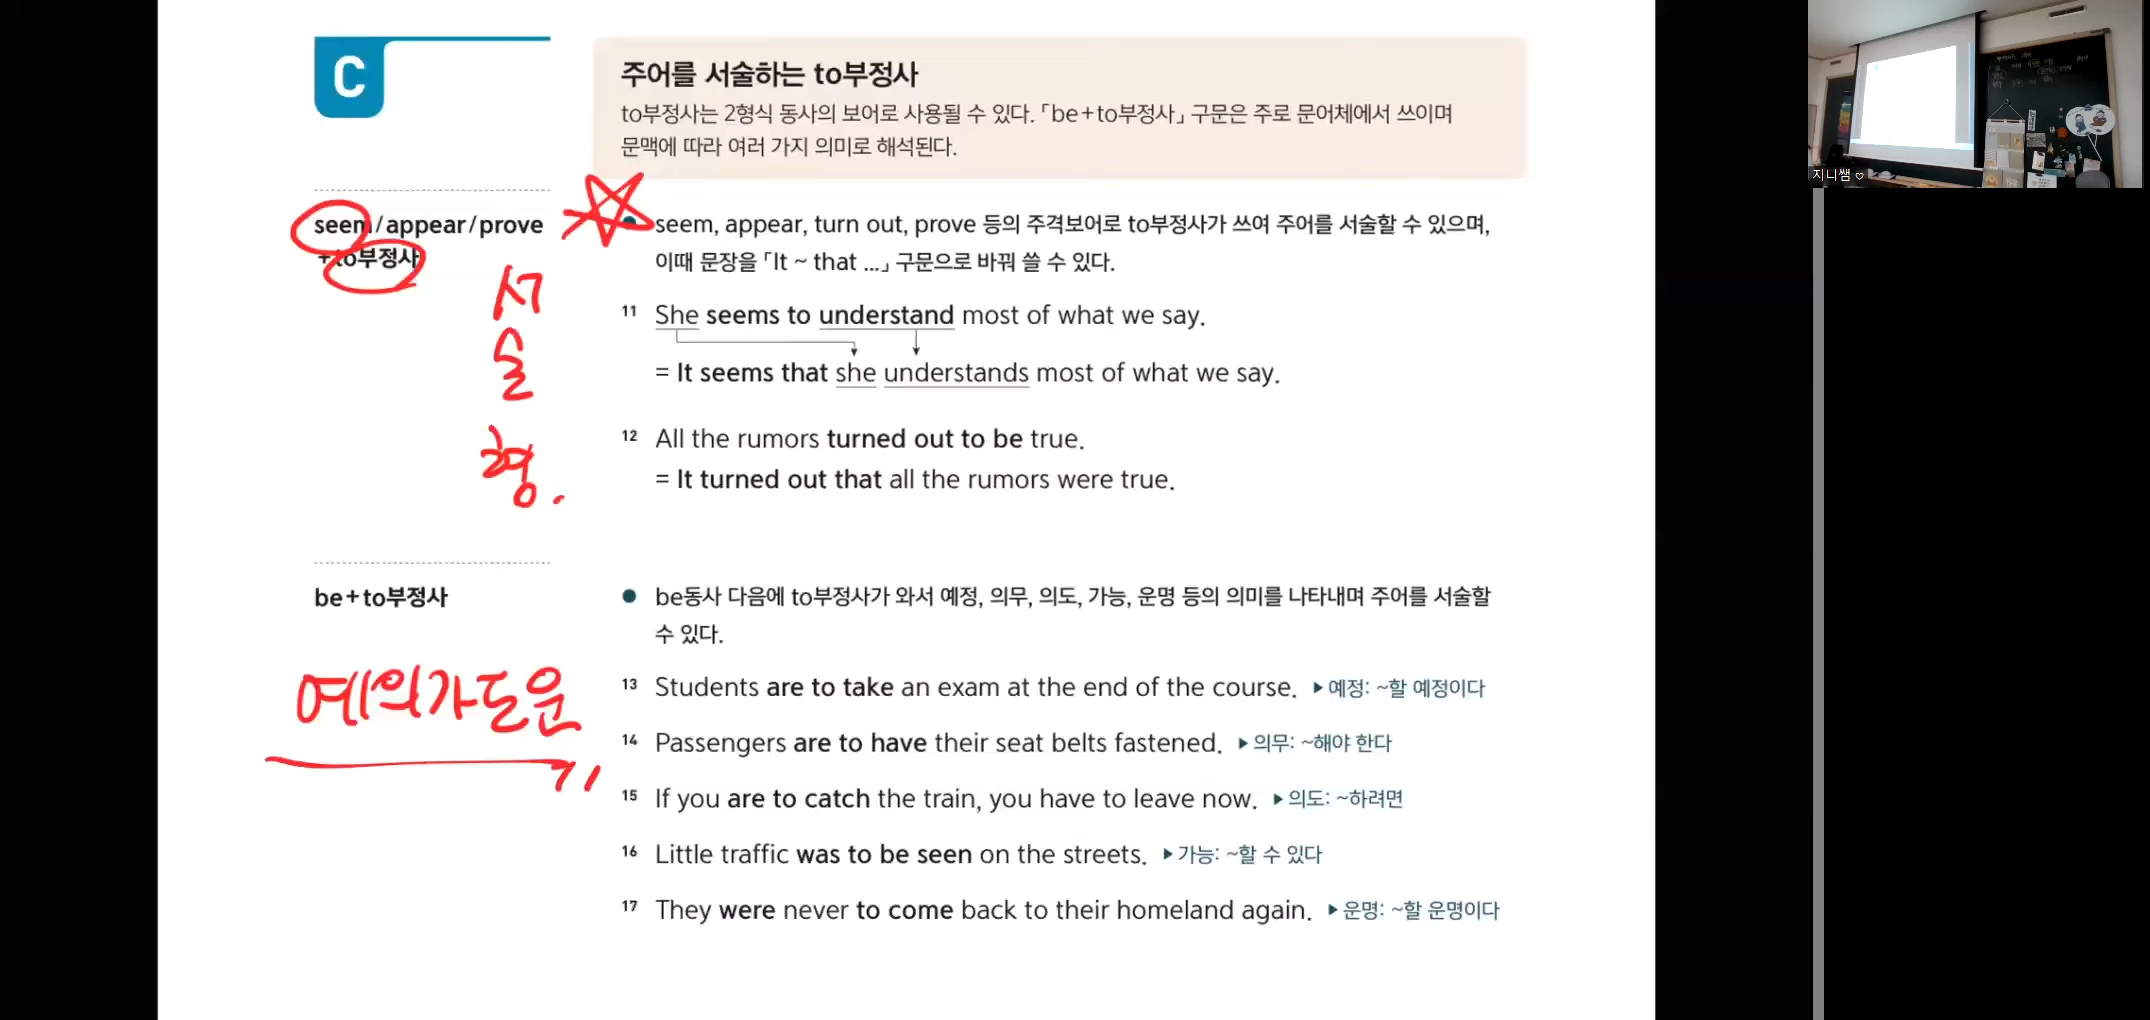 C
주어를 서술하는 to부정사
to부정사는 2형식 동사의 보어로 사용될 수 있다. 「be+to부정사」 구문은 주로 문어체에서 쓰이며
문맥에 따라 여러 가지 의미로 해석된다.
지니쌤 ♡
seem/appear/prove
+to부정사
서
술
형.
seem, appear, turn out, prove 등의 주격보어로 to부정사가 쓰여 주어를 서술할 수 있으며,
이때 문장을 「It ~ that ...」 구문으로 바꿔 쓸 수 있다.
11 She seems to understand most of what we say.
= It seems that she understands most of what we say.
12 All the rumors turned out to be true.
= It turned out that all the rumors were true.
be+to부정사
예의가도운
● be동사 다음에 to부정사가 와서 예정, 의무, 의도, 가능, 운명 등의 의미를 나타내며 주어를 서술할
수 있다.
13 Students are to take an exam at the end of the course. ▶예정: ~할 예정이다
14 Passengers are to have their seat belts fastened. ▶의무: ~해야 한다
15 If you are to catch the train, you have to leave now. ▶의도: ~하려면
16 Little traffic was to be seen on the streets. ▶가능: ~할 수 있다
17 They were never to come back to their homeland again. ▶운명: ~할 운명이다